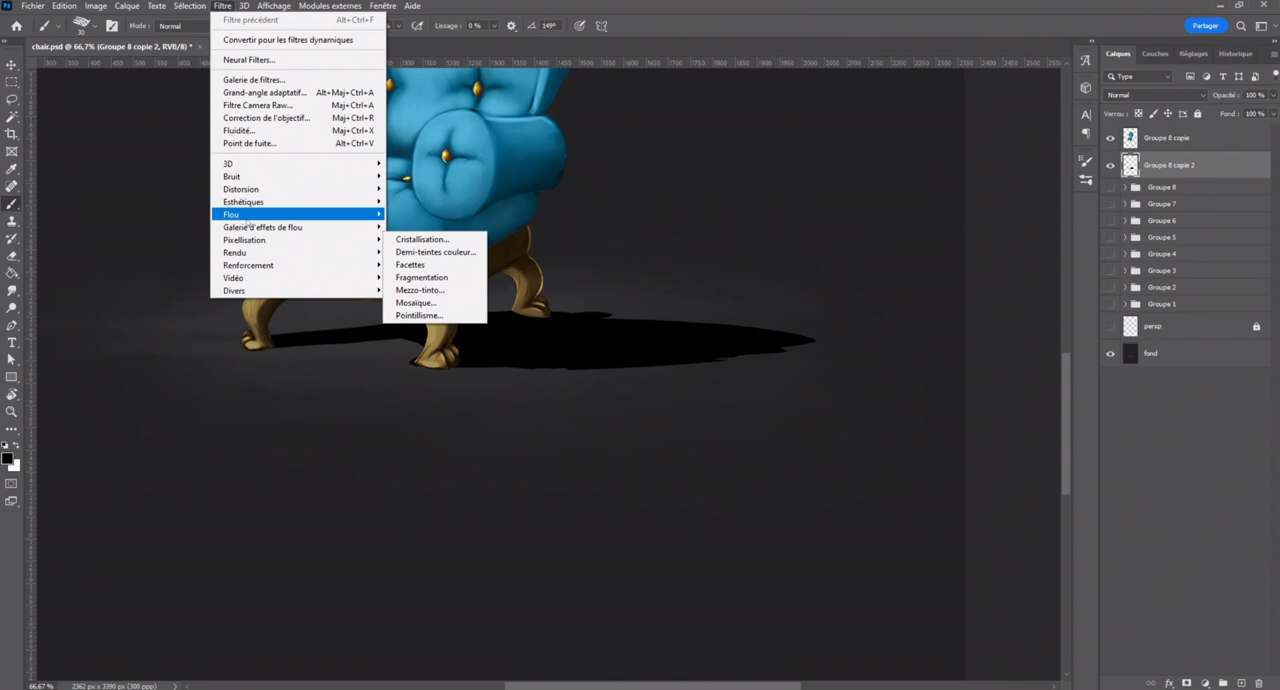 Ps Fichier Edition Image Calque Texte Sélection Filtre 3D Affichage Modules externes Fenêtre Aide
Mode : Normal Lissage : 0 % 149° Partager
30
chair.psd @ 66,7% (Groupe 8 copie 2, RVB/8) * ×
Filtre précédent Alt+Ctrl+F
Convertir pour les filtres dynamiques
Neural Filters...
Galerie de filtres...
Grand-angle adaptatif... Alt+Maj+Ctrl+A
Filtre Camera Raw... Maj+Ctrl+A
Correction de l'objectif... Maj+Ctrl+R
Fluidité... Maj+Ctrl+X
Point de fuite... Alt+Ctrl+V
3D
Bruit
Distorsion
Esthétiques
Flou
Galerie d'effets de flou
Pixellisation
Rendu
Renforcement
Vidéo
Divers
Cristallisation...
Demi-teintes couleur...
Facettes
Fragmentation
Mezzo-tinto...
Mosaïque...
Pointillisme...
Calques Couches Réglages Historique
Type
Normal Opacité : 100 %
Verrou : Fond : 100 %
Groupe 8 copie
Groupe 8 copie 2
Groupe 8
Groupe 7
Groupe 6
Groupe 5
Groupe 4
Groupe 3
Groupe 2
Groupe 1
persp
fond
66,67 % 2362 px x 3390 px (300 ppp)